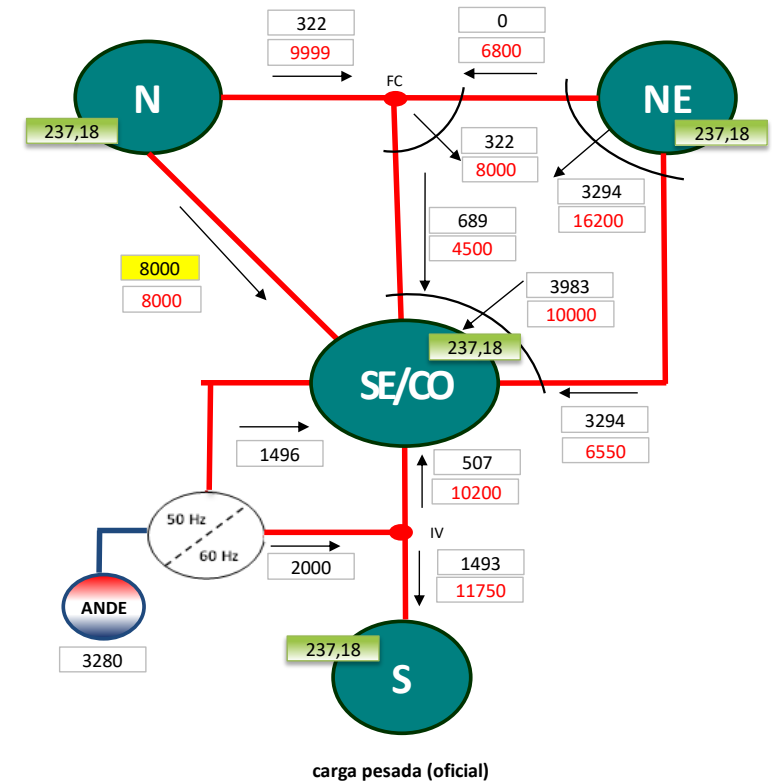 322
9999
0
6800
FC
N
237,18
NE
237,18
322
8000
3294
16200
689
4500
8000
8000
3983
10000
237,18
SE/CO
1496
3294
6550
507
10200
50 Hz
60 Hz
IV
2000
1493
11750
ANDE
3280
237,18
S
carga pesada (oficial)